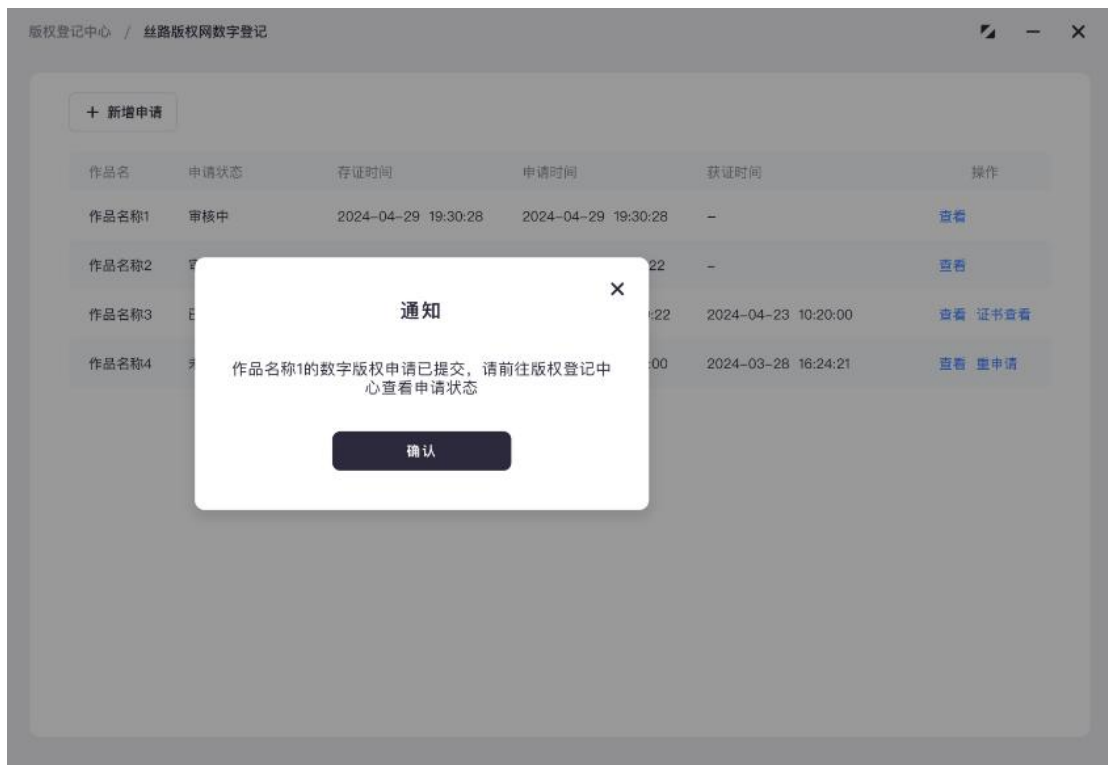 版权登记中心 / 丝路版权网数字登记
+ 新增申请
作品名 申请状态 存证时间 申请时间 获证时间 操作
作品名称1 审核中 2024-04-29 19:30:28 2024-04-29 19:30:28 - 查看
作品名称2 22 - 查看
作品名称3 :22 2024-04-23 10:20:00 查看 证书查看
作品名称4 :00 2024-03-28 16:24:21 查看 重申请
通知
作品名称1的数字版权申请已提交，请前往版权登记中
心查看申请状态
确认